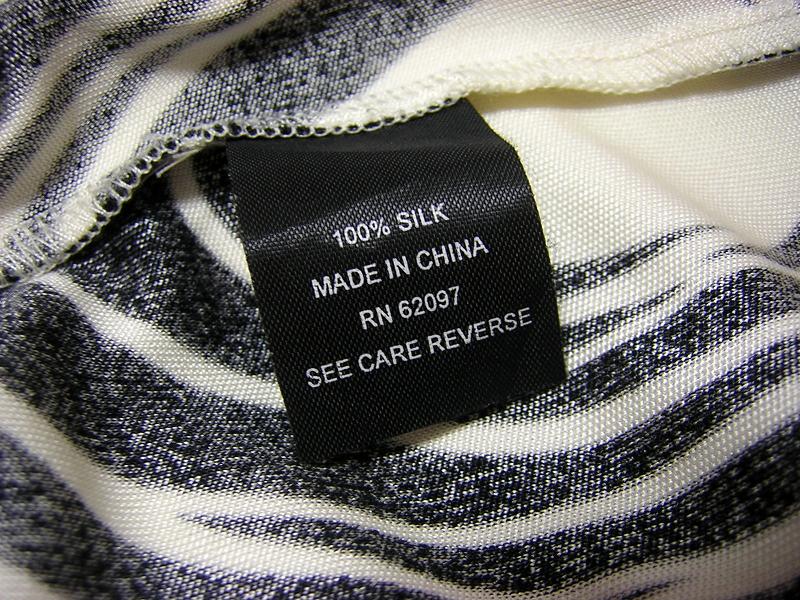 100% SILK
MADE IN CHINA
RN 62097
SEE CARE REVERSE